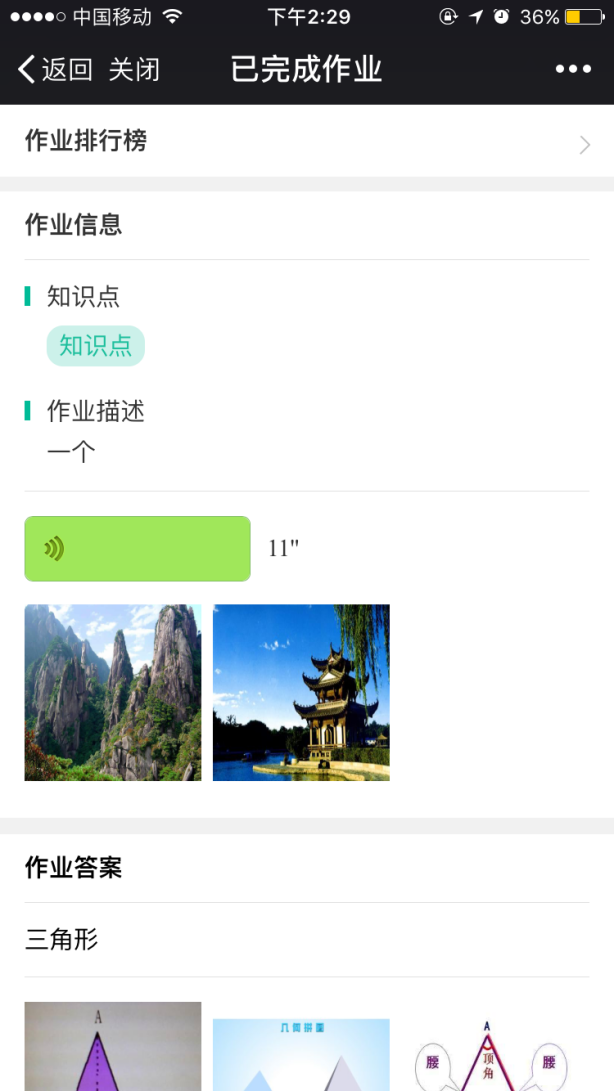 中国移动 下午2:29 36%
返回 关闭 已完成作业
作业排行榜
作业信息
知识点
知识点
作业描述
一个
11"
作业答案
三角形
A
几何拼图
A
腰 顶角 腰